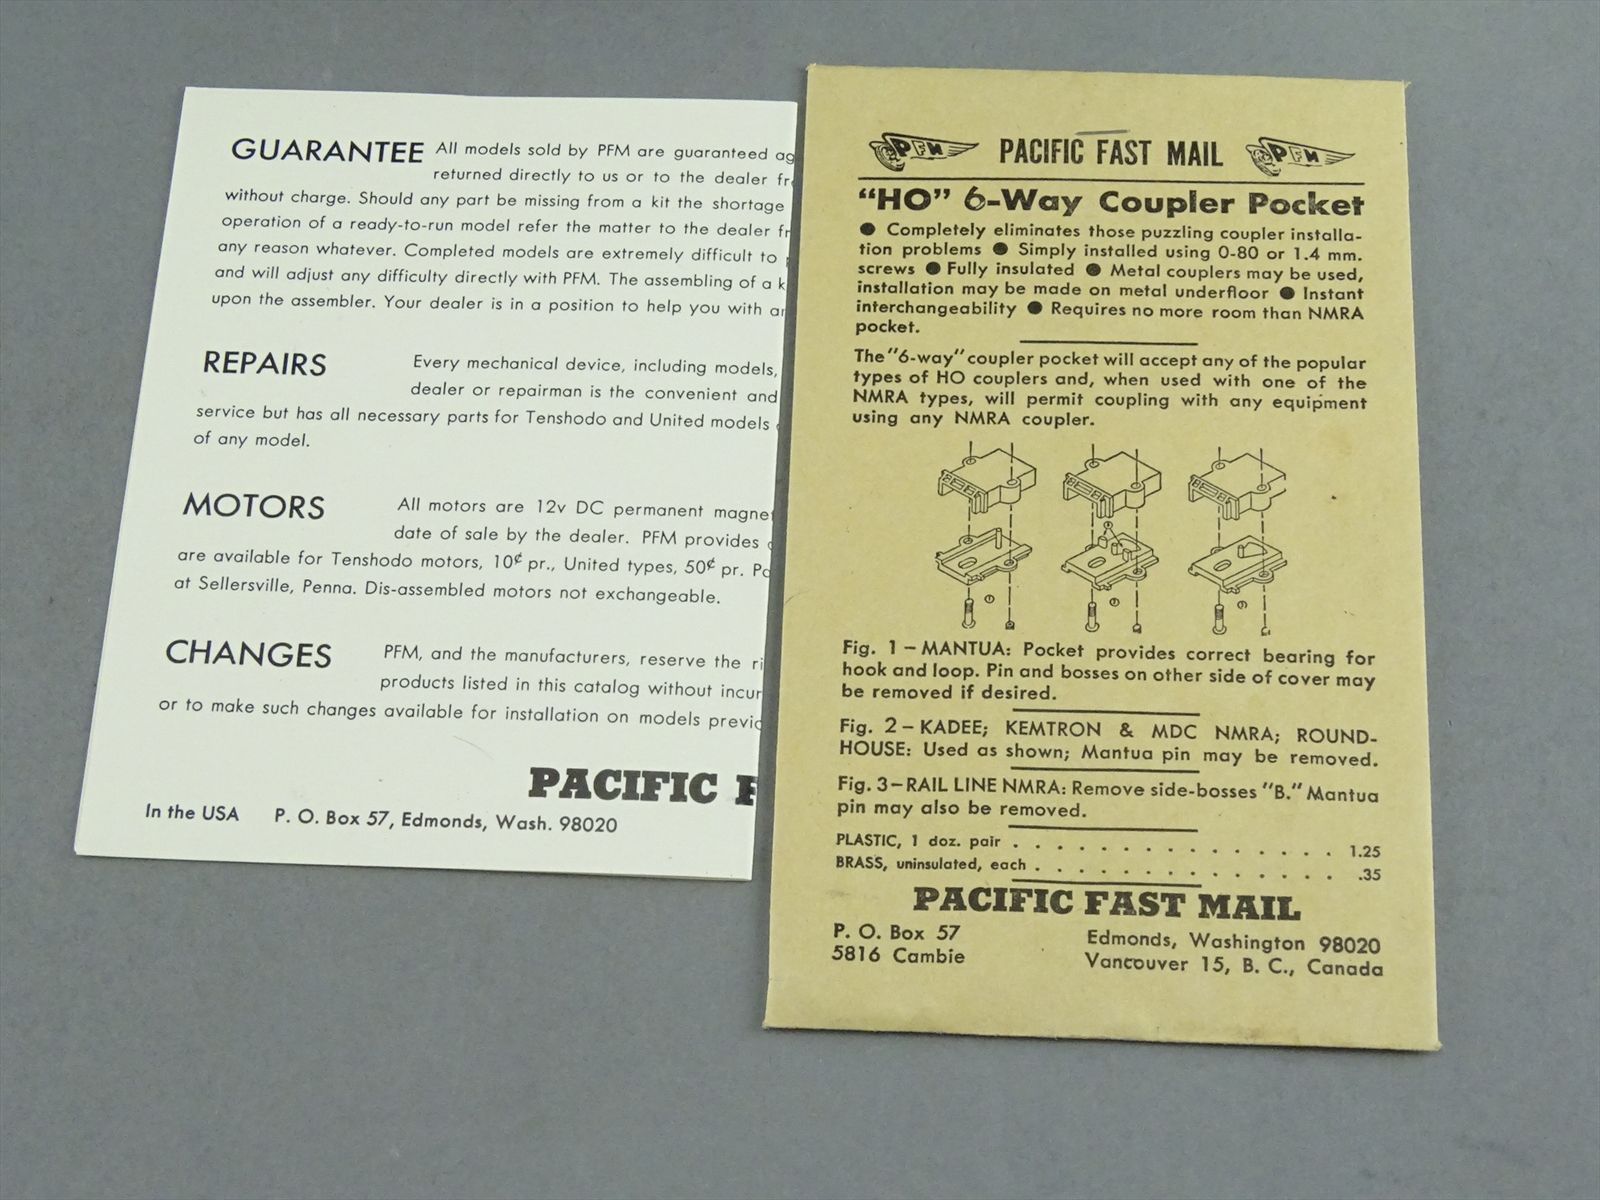 GUARANTEE All models sold by PFM are guaranteed
returned directly to us or to the dealer
without charge. Should any part be missing from a kit the shortage
operation of a ready-to-run model refer the matter to the dealer
any reason whatever. Completed models are extremely difficult to
and will adjust any difficulty directly with PFM. The assembling of a
upon the assembler. Your dealer is in a position to help you with
REPAIRS Every mechanical device, including models,
dealer or repairman is the convenient and
service but has all necessary parts for Tenshodo and United models
of any model.
MOTORS All motors are 12v DC permanent
date of sale by the dealer. PFM provides
are available for Tenshodo motors, 10¢ pr., United types, 50¢ pr.
at Sellersville, Penna. Dis-assembled motors not exchangeable.
CHANGES PFM, and the manufacturers, reserve the
products listed in this catalog without
or to make such changes available for installation on models
PACIFIC
In the USA P. O. Box 57, Edmonds, Wash. 98020
PFM PACIFIC FAST MAIL PFM
"HO" 6-Way Coupler Pocket
● Completely eliminates those puzzling coupler installa-
tion problems ● Simply installed using 0-80 or 1.4 mm.
screws ● Fully insulated ● Metal couplers may be used,
installation may be made on metal underfloor ● Instant
interchangeability ● Requires no more room than NMRA
pocket.
The "6-way" coupler pocket will accept any of the popular
types of HO couplers and, when used with one of the
NMRA types, will permit coupling with any equipment
using any NMRA coupler.
Fig. 1 – MANTUA: Pocket provides correct bearing for
hook and loop. Pin and bosses on other side of cover may
be removed if desired.
Fig. 2 – KADEE; KEMTRON & MDC NMRA; ROUND-
HOUSE: Used as shown; Mantua pin may be removed.
Fig. 3 – RAIL LINE NMRA: Remove side-bosses "B." Mantua
pin may also be removed.
PLASTIC, 1 doz. pair . . . . . . . . . . . . . . . 1.25
BRASS, uninsulated, each . . . . . . . . . . . . . . .35
PACIFIC FAST MAIL
P. O. Box 57 Edmonds, Washington 98020
5816 Cambie Vancouver 15, B. C., Canada